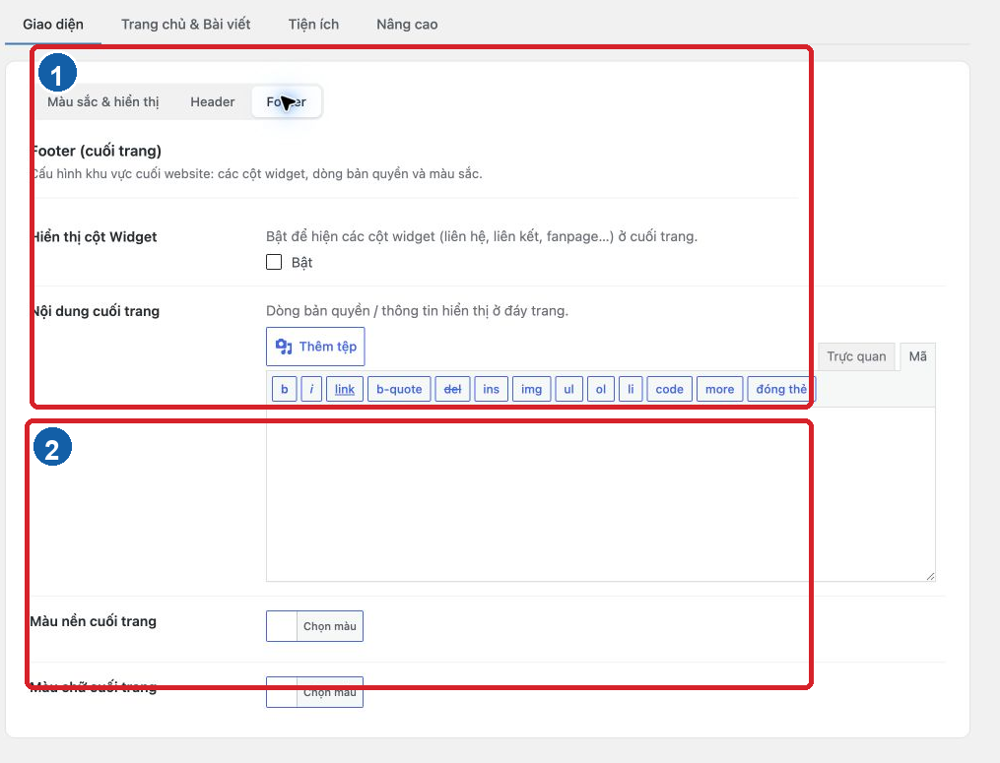 Giao diện Trang chủ & Bài viết Tiện ích Nâng cao
1
Màu sắc & hiển thị Header Footer
Footer (cuối trang)
Cấu hình khu vực cuối website: các cột widget, dòng bản quyền và màu sắc.
Hiển thị cột Widget Bật để hiện các cột widget (liên hệ, liên kết, fanpage...) ở cuối trang.
Bật
Nội dung cuối trang Dòng bản quyền / thông tin hiển thị ở đáy trang.
Thêm tệp
Trực quan Mã
b i link b-quote del ins img ul ol li code more đóng thẻ
2
Màu nền cuối trang Chọn màu
Màu chữ cuối trang Chọn màu